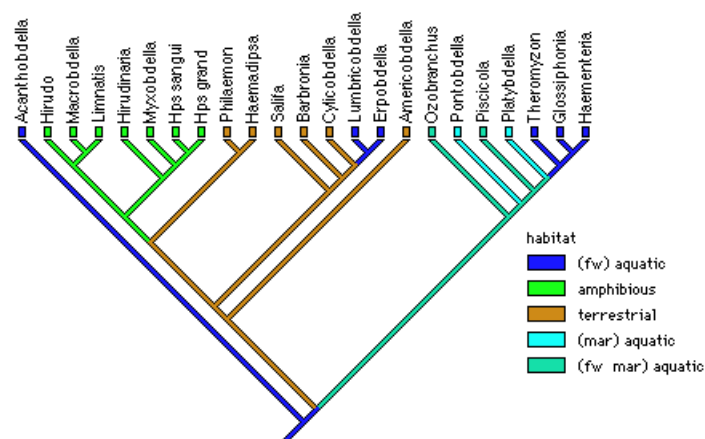 Acanthobdella
Hirudo
Macrobdella
Limnatis
Hirudinaria
Myxobdella
Hps sangui
Hps grand
Philaemon
Haemadipsa
Salifa
Barbronia
Cylicobdella
Lumbricobdella
Erpobdella
Americobdella
Ozobranchus
Pontobdella
Piscicola
Platybdella
Theromyzon
Glossiphonia
Haementeria
habitat
(fw) aquatic
amphibious
terrestrial
(mar) aquatic
(fw mar) aquatic